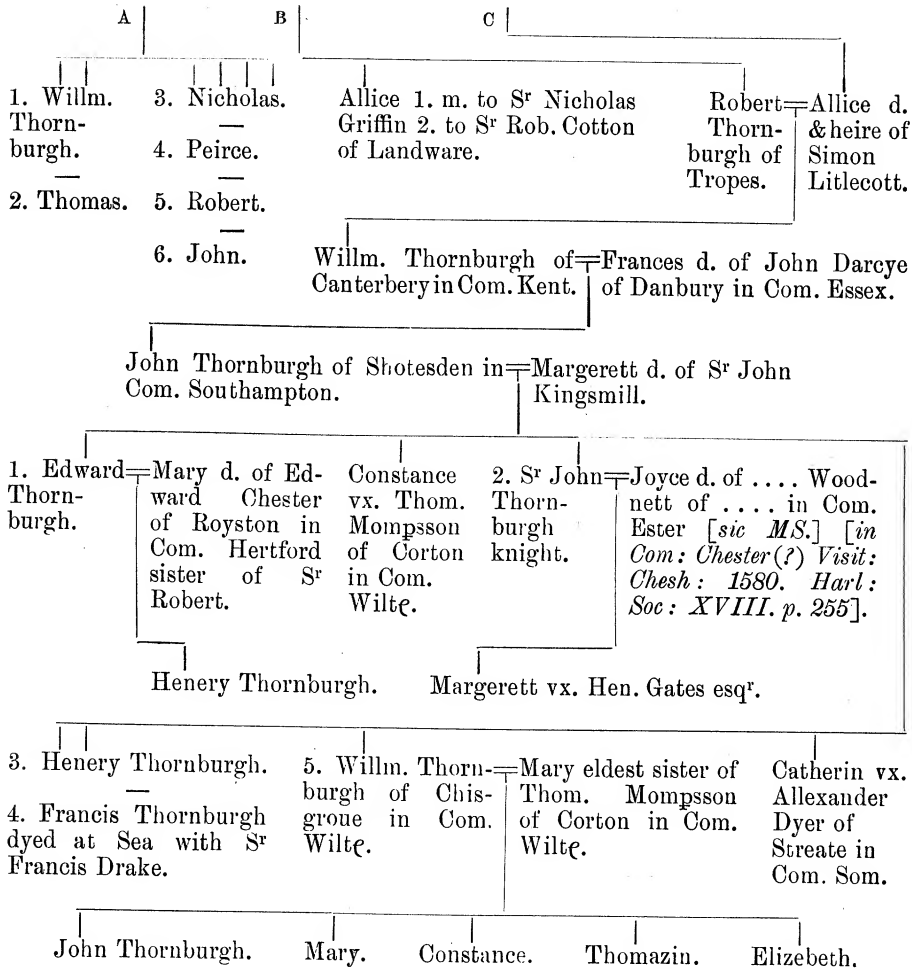 A
B
C
1. Willm.
Thorn-
burgh.
2. Thomas.
3. Nicholas.
4. Peirce.
5. Robert.
6. John.
Allice 1. m. to Sʳ Nicholas
Griffin 2. to Sʳ Rob. Cotton
of Landware.
Robert
Thorn-
burgh of
Tropes.
Allice d.
& heire of
Simon
Litlecott.
Willm. Thornburgh of
Canterbery in Com. Kent.
Frances d. of John Darcye
of Danbury in Com. Essex.
John Thornburgh of Shotesden in
Com. Southampton.
Margerett d. of Sʳ John
Kingsmill.
1. Edward
Thorn-
burgh.
Mary d. of Ed-
ward Chester
of Royston in
Com. Hertford
sister of Sʳ
Robert.
Constance
vx. Thom.
Mompsson
of Corton
in Com.
Wiltꝭ.
2. Sʳ John
Thorn-
burgh
knight.
Joyce d. of .... Wood-
nett of .... in Com.
Ester [sic MS.] [in
Com: Chester (?) Visit:
Chesh: 1580. Harl:
Soc: XVIII. p. 255].
Henery Thornburgh.
Margerett vx. Hen. Gates esqʳ.
3. Henery Thornburgh.
4. Francis Thornburgh
dyed at Sea with Sʳ
Francis Drake.
5. Willm. Thorn-
burgh of Chis-
groue in Com.
Wiltꝭ.
Mary eldest sister of
Thom. Mompsson
of Corton in Com.
Wiltꝭ.
Catherin vx.
Allexander
Dyer of
Streate in
Com. Som.
John Thornburgh.
Mary.
Constance.
Thomazin.
Elizebeth.